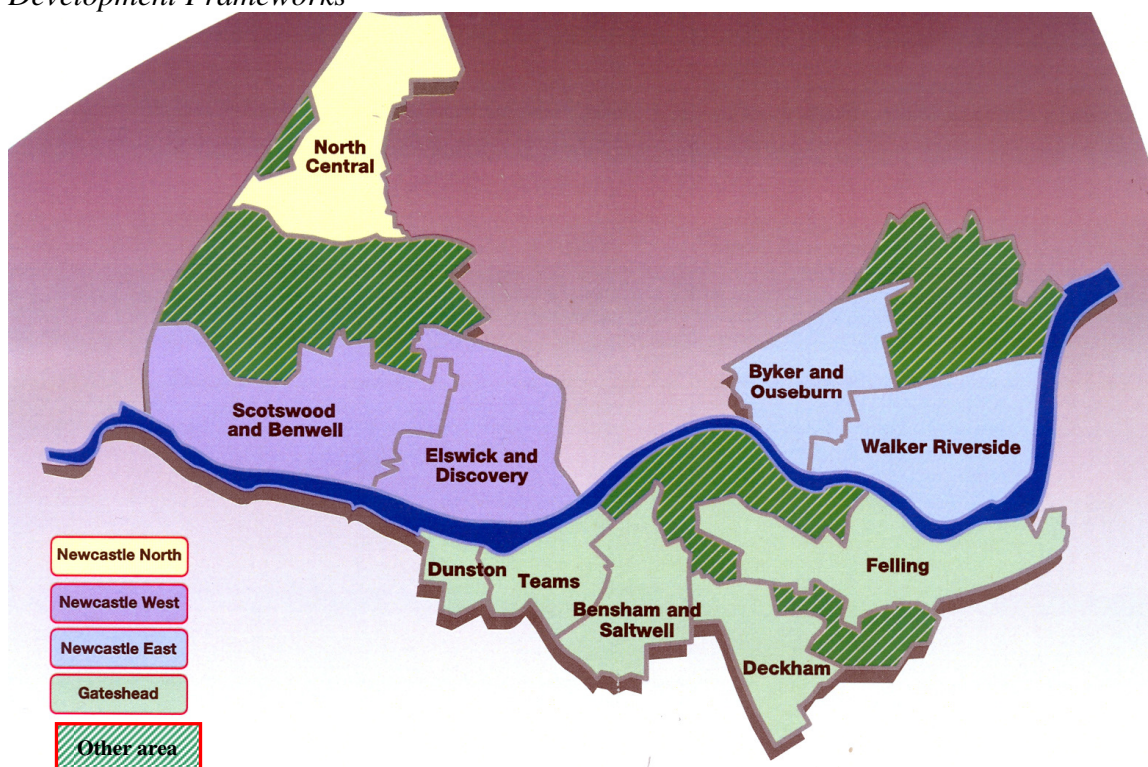 Development Frameworks
North
Central
Byker and
Ouseburn
Scotswood
and Benwell
Walker Riverside
Elswick and
Discovery
Dunston
Teams
Felling
Bensham and
Saltwell
Deckham
Newcastle North
Newcastle West
Newcastle East
Gateshead
Other area